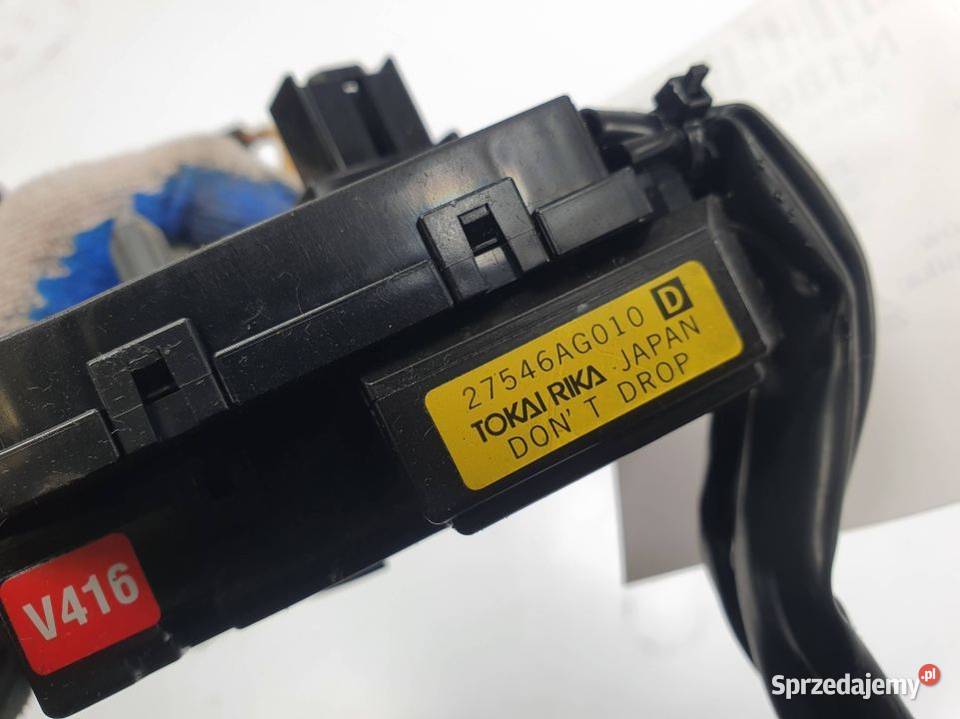 27546AG010 D
TOKAI RIKA JAPAN
DON'T DROP
V416
Sprzedajemy.pl